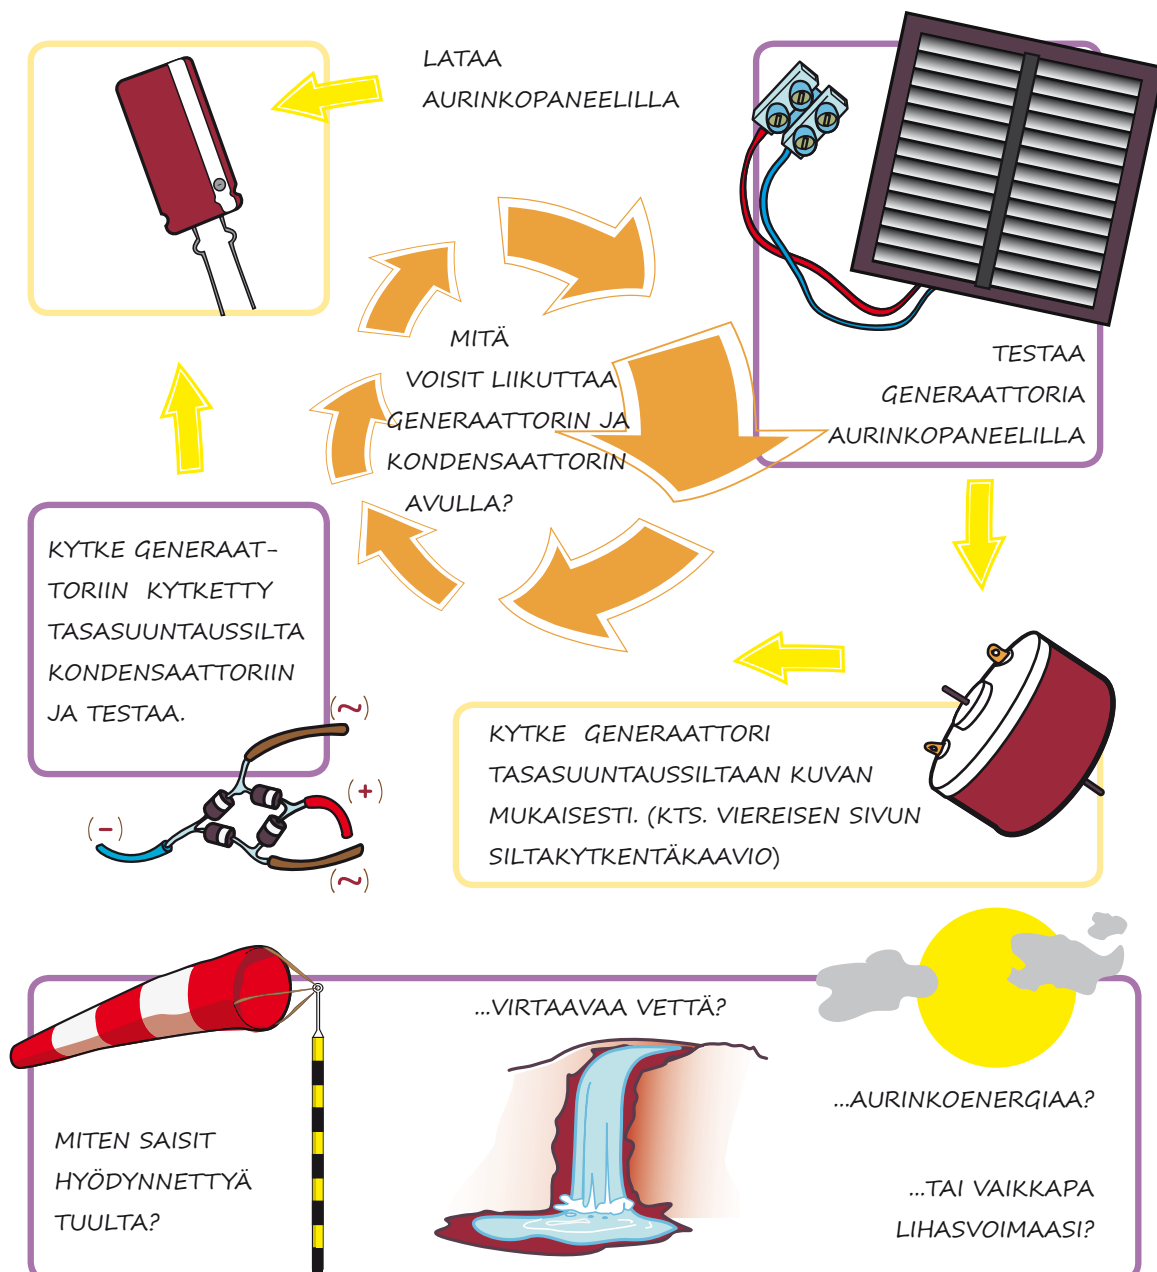 LATAA
AURINKOPANEELILLA
TESTAA
GENERAATTORIA
AURINKOPANEELILLA
MITÄ
VOISIT LIIKUTTAA
GENERAATTORIN JA
KONDENSAATTORIN
AVULLA?
KYTKE GENERAAT-
TORIIN KYTKETTY
TASASUUNTAUSSILTA
KONDENSAATTORIIN
JA TESTAA.
(~)
(+)
(-)
(~)
KYTKE GENERAATTORI
TASASUUNTAUSSILTAAN KUVAN
MUKAISESTI. (KTS. VIEREISEN SIVUN
SILTAKYTKENTÄKAAVIO)
MITEN SAISIT
HYÖDYNNETTYÄ
TUULTA?
...VIRTAAVAA VETTÄ?
...AURINKOENERGIAA?
...TAI VAIKKAPA
LIHASVOIMAASI?